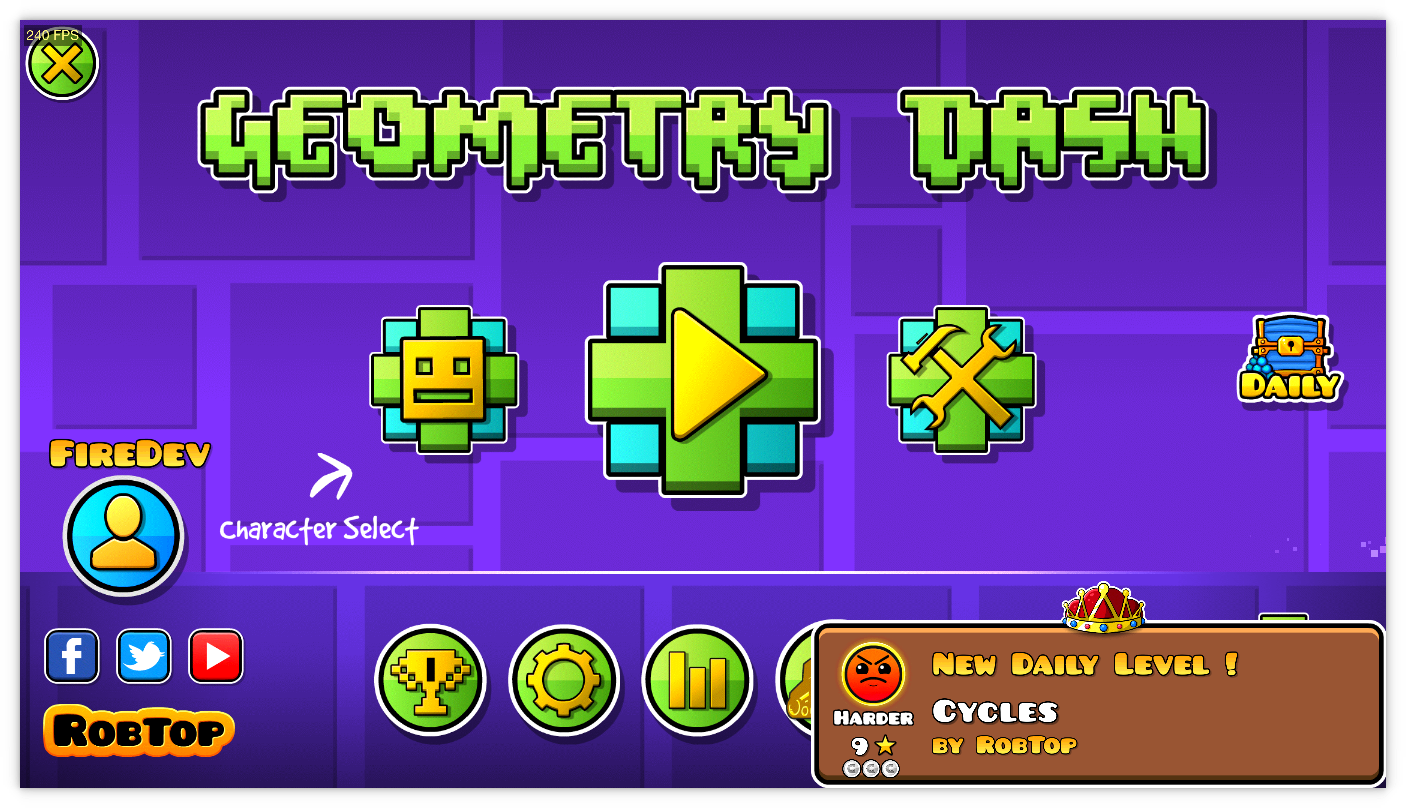 240 FPS
GEOMETRY DASH
DAILY
FIREDEV
Character Select
NEW DAILY LEVEL !
HARDER
CYCLES
9
BY ROBTOP
f
ROBTOP